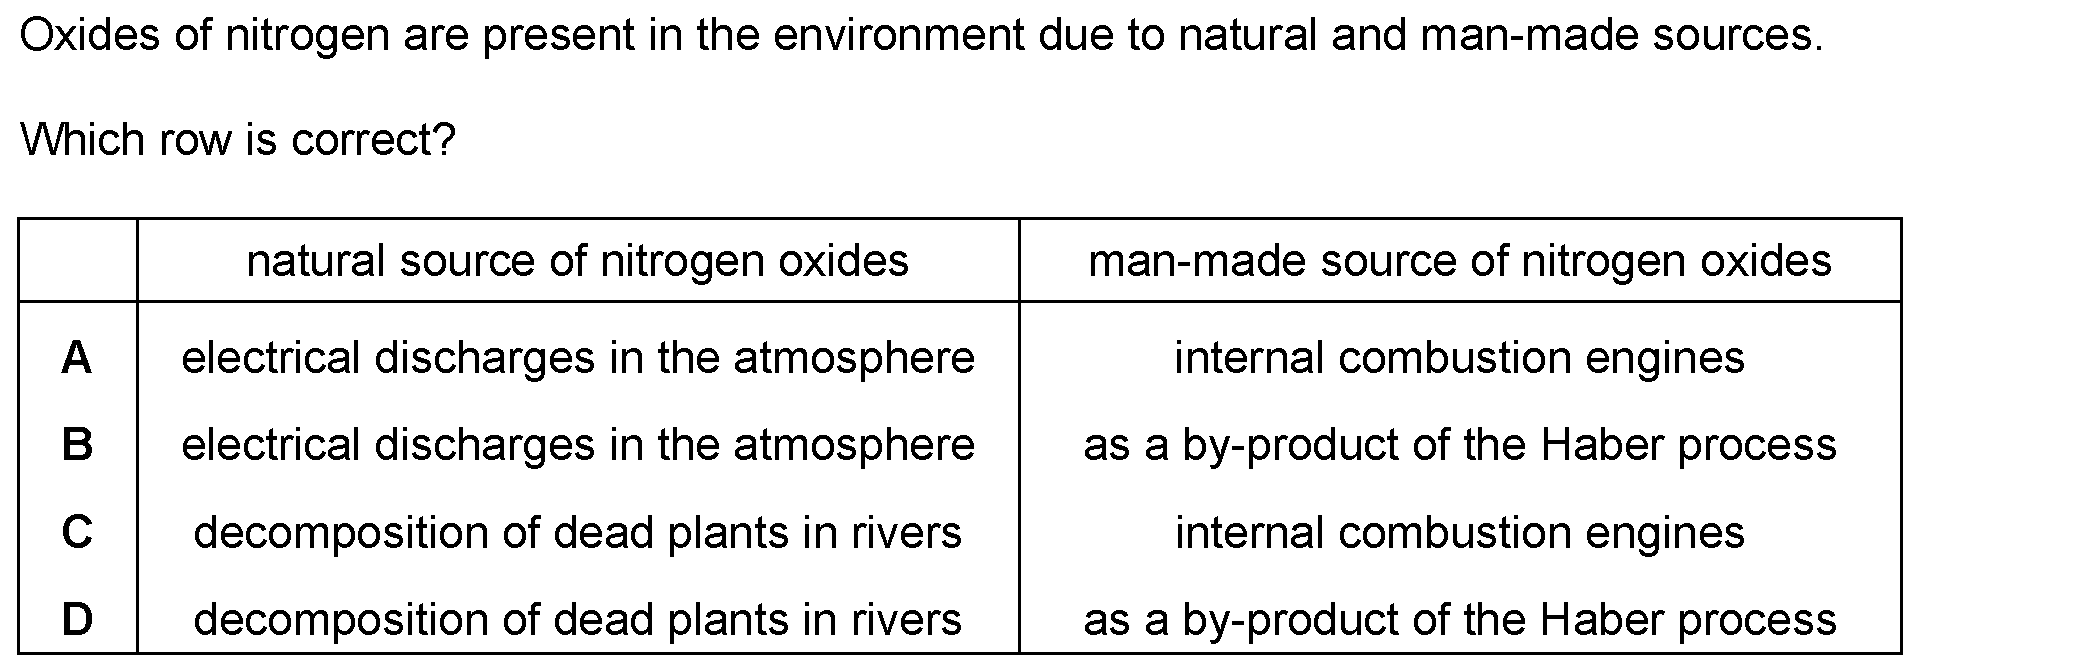 Oxides of nitrogen are present in the environment due to natural and man-made sources.
Which row is correct?
natural source of nitrogen oxides man-made source of nitrogen oxides
A electrical discharges in the atmosphere internal combustion engines
B electrical discharges in the atmosphere as a by-product of the Haber process
C decomposition of dead plants in rivers internal combustion engines
D decomposition of dead plants in rivers as a by-product of the Haber process